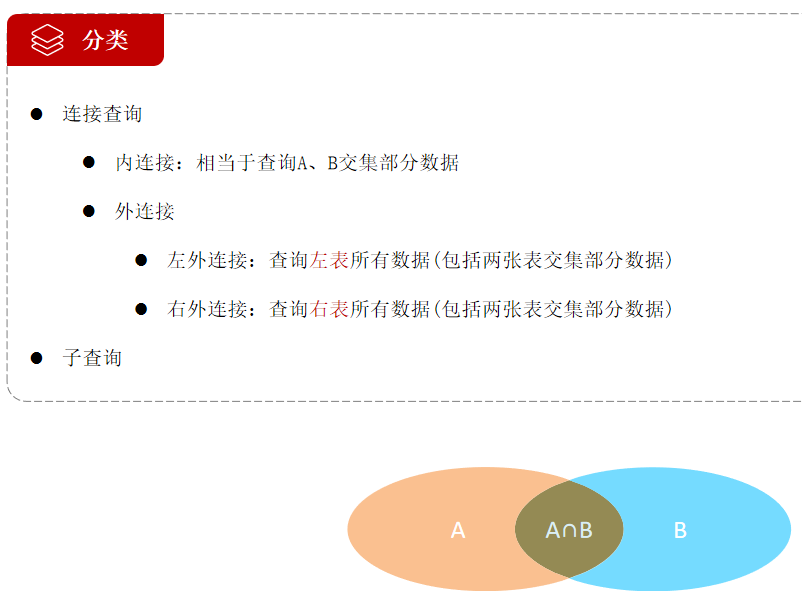 分类
连接查询
内连接：相当于查询A、B交集部分数据
外连接
左外连接：查询左表所有数据(包括两张表交集部分数据)
右外连接：查询右表所有数据(包括两张表交集部分数据)
子查询
A A∩B B